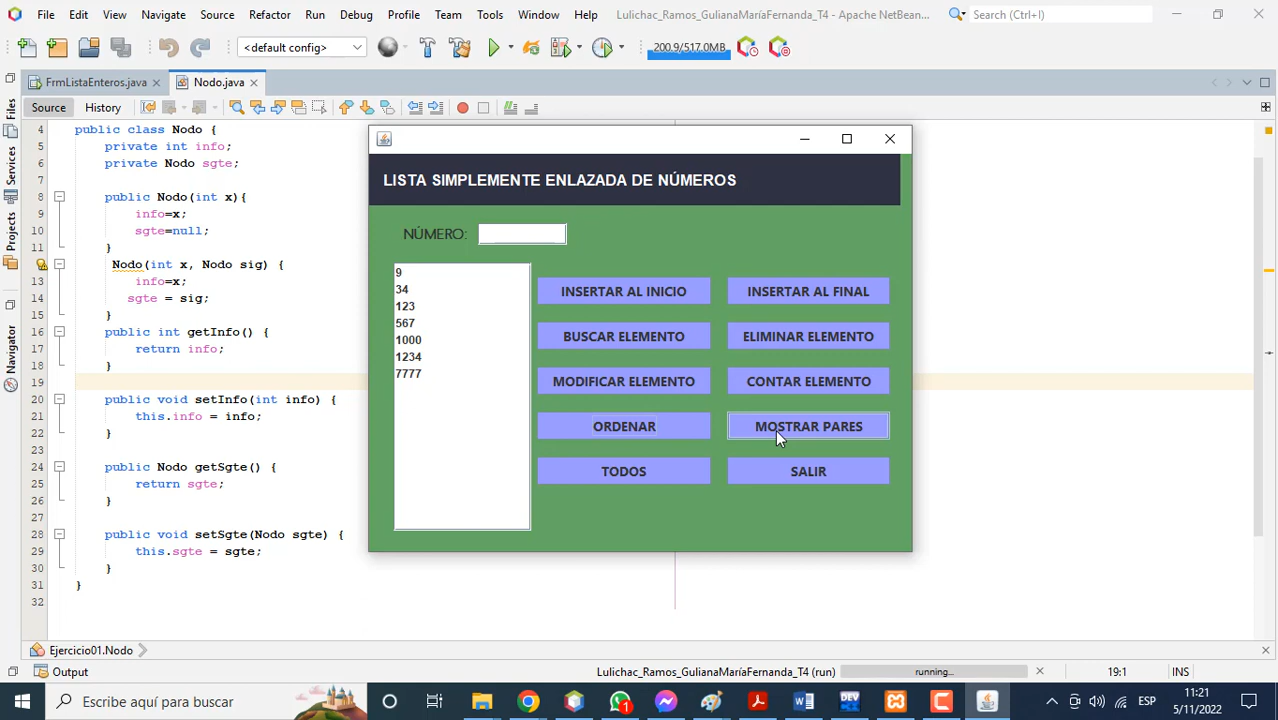 File Edit View Navigate Source Refactor Run Debug Profile Team Tools Window Help
Lulichac_Ramos_GulianaMaríaFernanda_T4 - Apache NetBean...
Search (Ctrl+I)
<default config>
200.9/517.0MB
FrmListaEnteros.java
Nodo.java
Source
History
Files
Services
Projects
Navigator
4 public class Nodo {
5 private int info;
6 private Nodo sgte;
7
8 public Nodo(int x){
9 info=x;
10 sgte=null;
11 }
Nodo(int x, Nodo sig) {
13 info=x;
14 sgte = sig;
15 }
16 public int getInfo() {
17 return info;
18 }
19
20 public void setInfo(int info) {
21 this.info = info;
22 }
23
24 public Nodo getSgte() {
25 return sgte;
26 }
27
28 public void setSgte(Nodo sgte) {
29 this.sgte = sgte;
30 }
31 }
32
LISTA SIMPLEMENTE ENLAZADA DE NÚMEROS
NÚMERO:
9
34
123
567
1000
1234
7777
INSERTAR AL INICIO
INSERTAR AL FINAL
BUSCAR ELEMENTO
ELIMINAR ELEMENTO
MODIFICAR ELEMENTO
CONTAR ELEMENTO
ORDENAR
MOSTRAR PARES
TODOS
SALIR
Ejercicio01.Nodo
Output
Lulichac_Ramos_GulianaMaríaFernanda_T4 (run)
running...
19:1
INS
Escribe aquí para buscar
1
DEV
ESP
11:21
5/11/2022